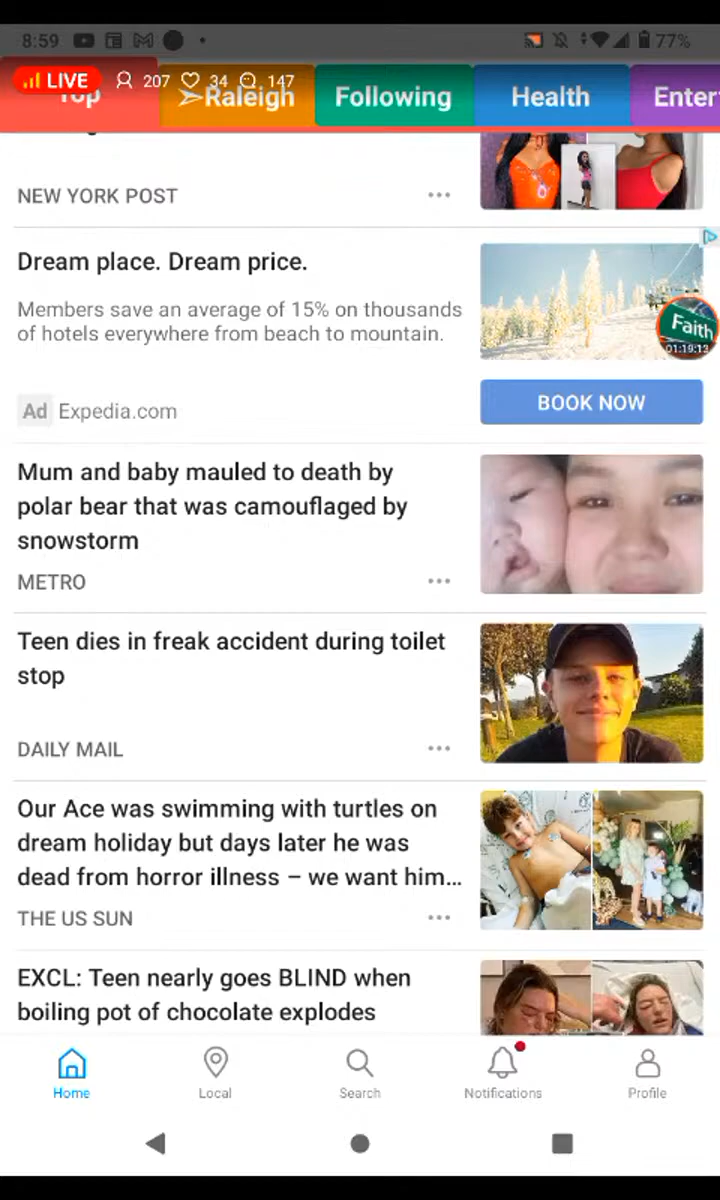 8:59
77%
LIVE 207 34 147
Top Raleigh Following Health Enter
NEW YORK POST
Dream place. Dream price.
Members save an average of 15% on thousands
of hotels everywhere from beach to mountain.
Faith
01:19:13
Ad Expedia.com
BOOK NOW
Mum and baby mauled to death by
polar bear that was camouflaged by
snowstorm
METRO
Teen dies in freak accident during toilet
stop
DAILY MAIL
Our Ace was swimming with turtles on
dream holiday but days later he was
dead from horror illness – we want him...
THE US SUN
EXCL: Teen nearly goes BLIND when
boiling pot of chocolate explodes
Home Local Search Notifications Profile